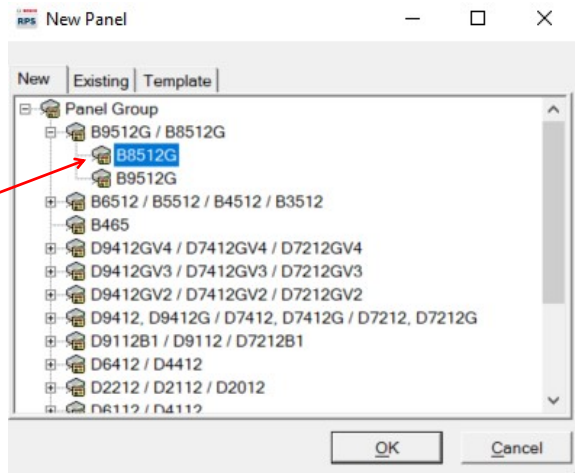 RPS New Panel
New Existing Template
Panel Group
B9512G / B8512G
B8512G
B9512G
B6512 / B5512 / B4512 / B3512
B465
D9412GV4 / D7412GV4 / D7212GV4
D9412GV3 / D7412GV3 / D7212GV3
D9412GV2 / D7412GV2 / D7212GV2
D9412, D9412G / D7412, D7412G / D7212, D7212G
D9112B1 / D9112 / D7212B1
D6412 / D4412
D2212 / D2112 / D2012
D6112 / D4112
OK Cancel